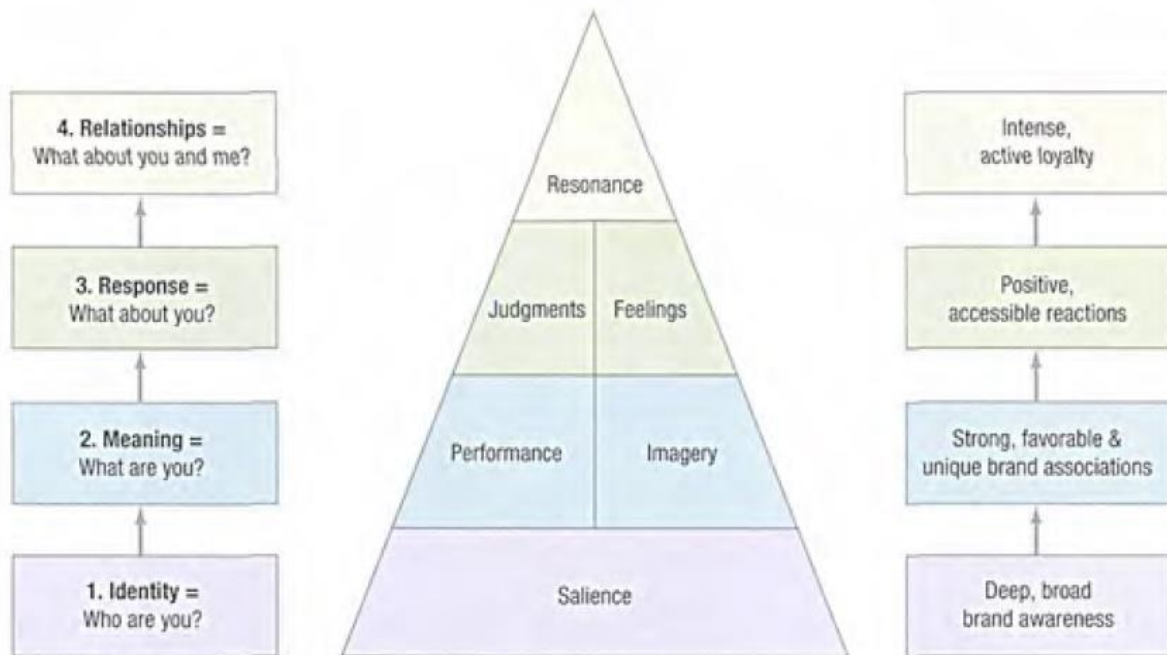 4. Relationships =
What about you and me?
3. Response =
What about you?
2. Meaning =
What are you?
1. Identity =
Who are you?
Resonance
Judgments
Feelings
Performance
Imagery
Salience
Intense,
active loyalty
Positive,
accessible reactions
Strong, favorable &
unique brand associations
Deep, broad
brand awareness